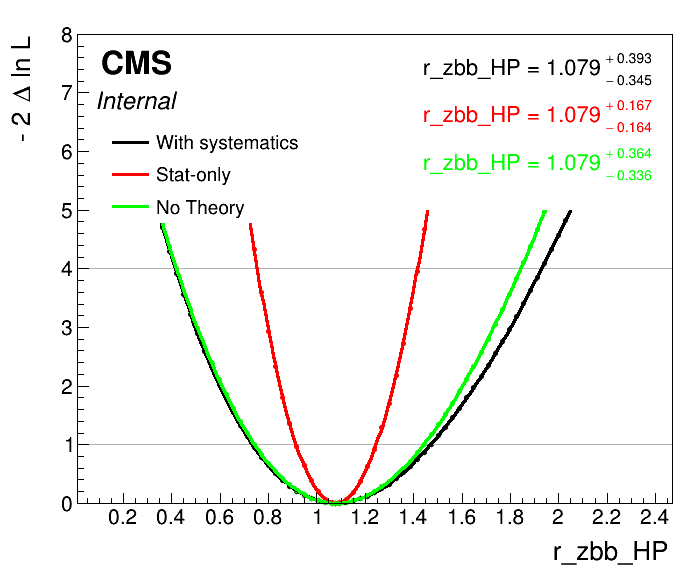 - 2 Δ ln L
CMS
Internal
With systematics
Stat-only
No Theory
r_zbb_HP = 1.079 + 0.393 − 0.345
r_zbb_HP = 1.079 + 0.167 − 0.164
r_zbb_HP = 1.079 + 0.364 − 0.336
8
7
6
5
4
3
2
1
0
0.2 0.4 0.6 0.8 1 1.2 1.4 1.6 1.8 2 2.2 2.4
r_zbb_HP